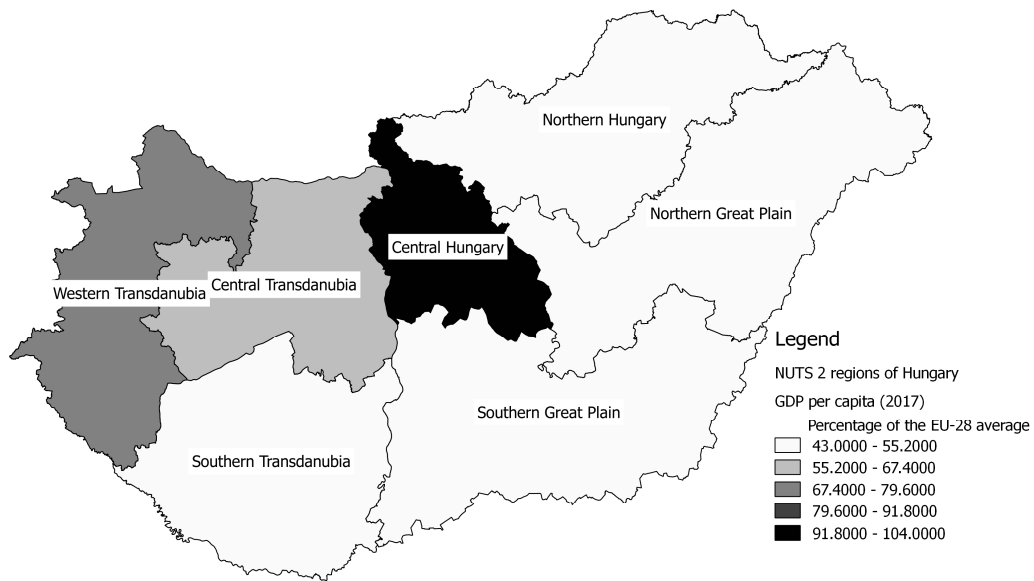 Northern Hungary
Northern Great Plain
Central Hungary
Central Transdanubia
Western Transdanubia
Southern Great Plain
Southern Transdanubia
Legend
NUTS 2 regions of Hungary
GDP per capita (2017)
Percentage of the EU-28 average
43.0000 - 55.2000
55.2000 - 67.4000
67.4000 - 79.6000
79.6000 - 91.8000
91.8000 - 104.0000